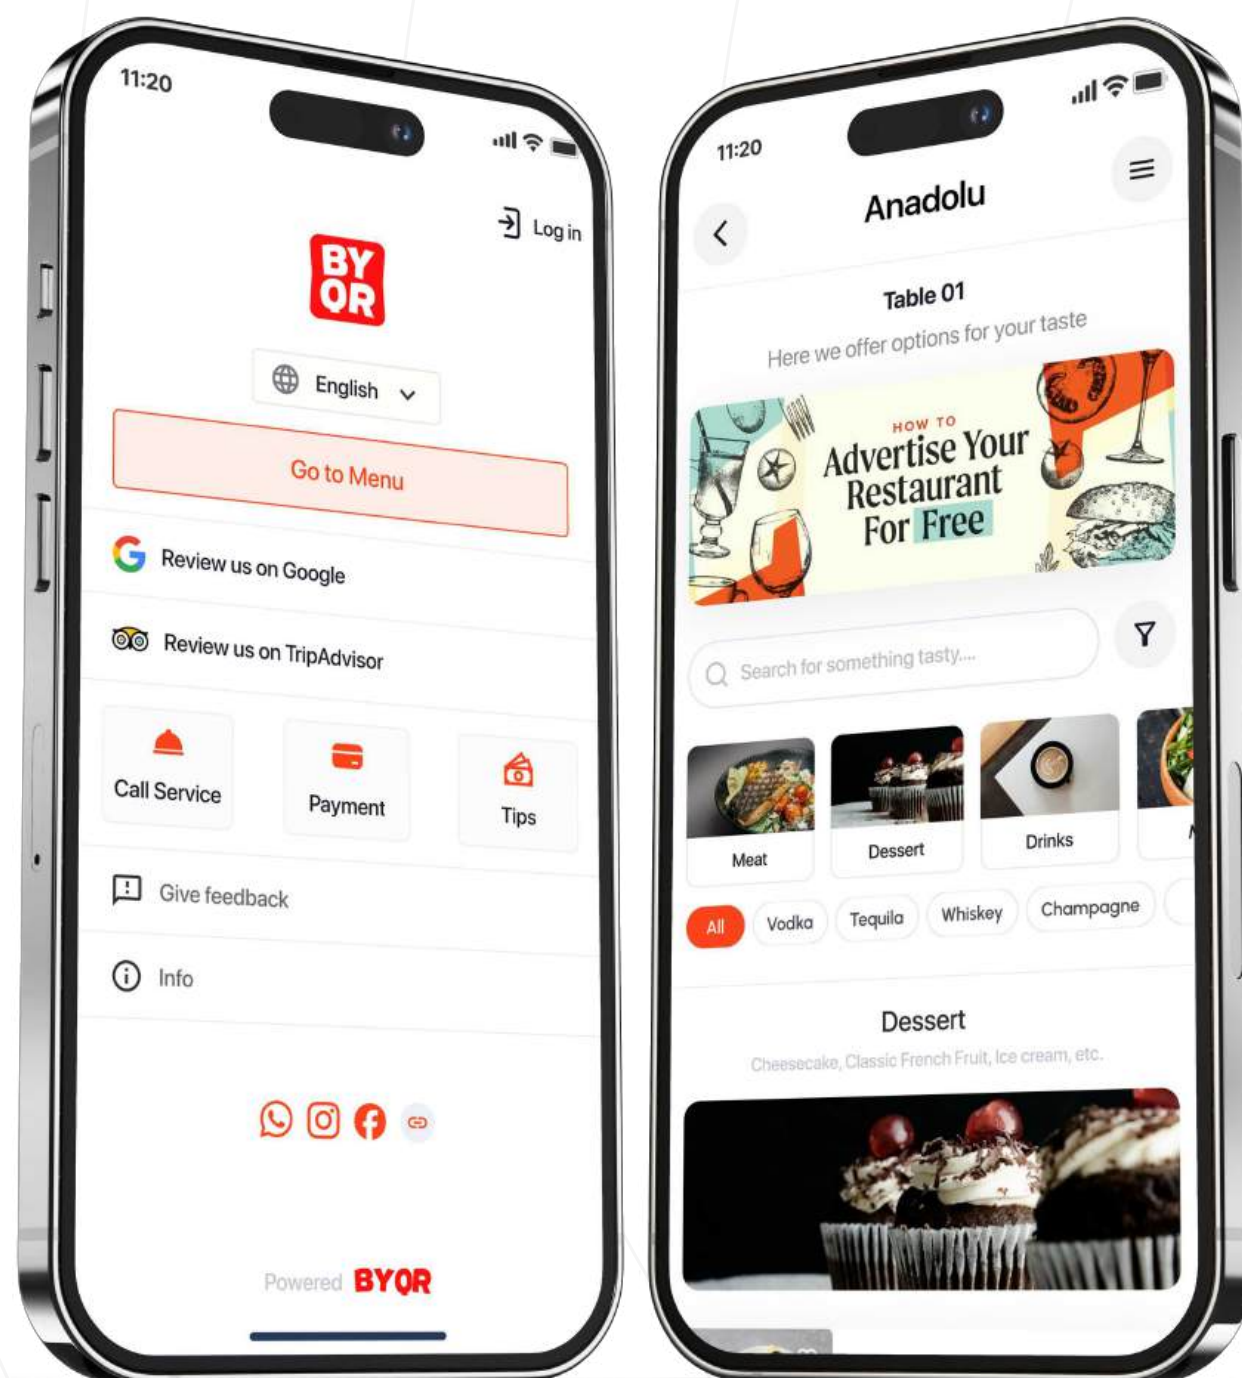 11:20
Log in
BY
QR
English
Go to Menu
Review us on Google
Review us on TripAdvisor
Call Service
Payment
Tips
Give feedback
Info
Powered BYQR
11:20
Anadolu
Table 01
Here we offer options for your taste
HOW TO
Advertise Your
Restaurant
For Free
Search for something tasty....
Meat
Dessert
Drinks
All
Vodka
Tequila
Whiskey
Champagne
Dessert
Cheesecake, Classic French Fruit, Ice cream, etc.